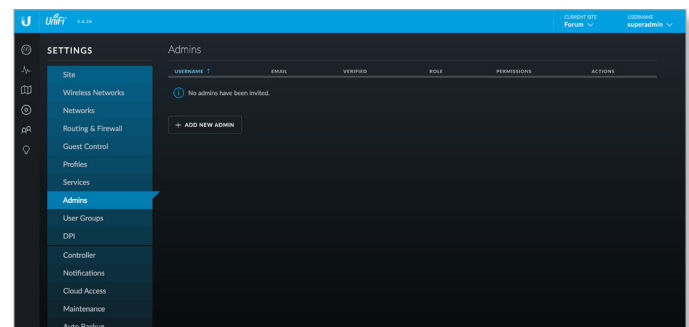 U UniFi 5.6.26
CURRENT SITE
Forum
USERNAME
superadmin
SETTINGS
Site
Wireless Networks
Networks
Routing & Firewall
Guest Control
Profiles
Services
Admins
User Groups
DPI
Controller
Notifications
Cloud Access
Maintenance
Auto Backup
Admins
USERNAME ↑ EMAIL VERIFIED ROLE PERMISSIONS ACTIONS
No admins have been invited.
+ ADD NEW ADMIN